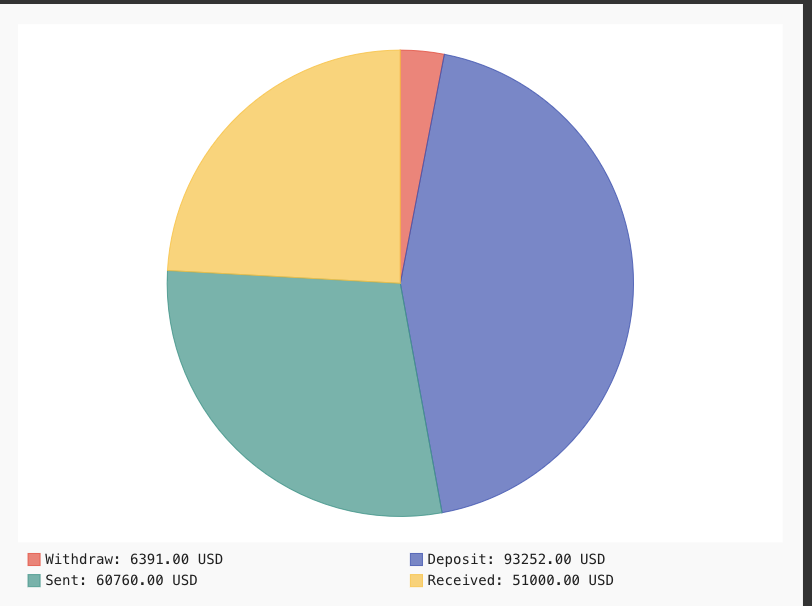 Withdraw: 6391.00 USD
Deposit: 93252.00 USD
Sent: 60760.00 USD
Received: 51000.00 USD